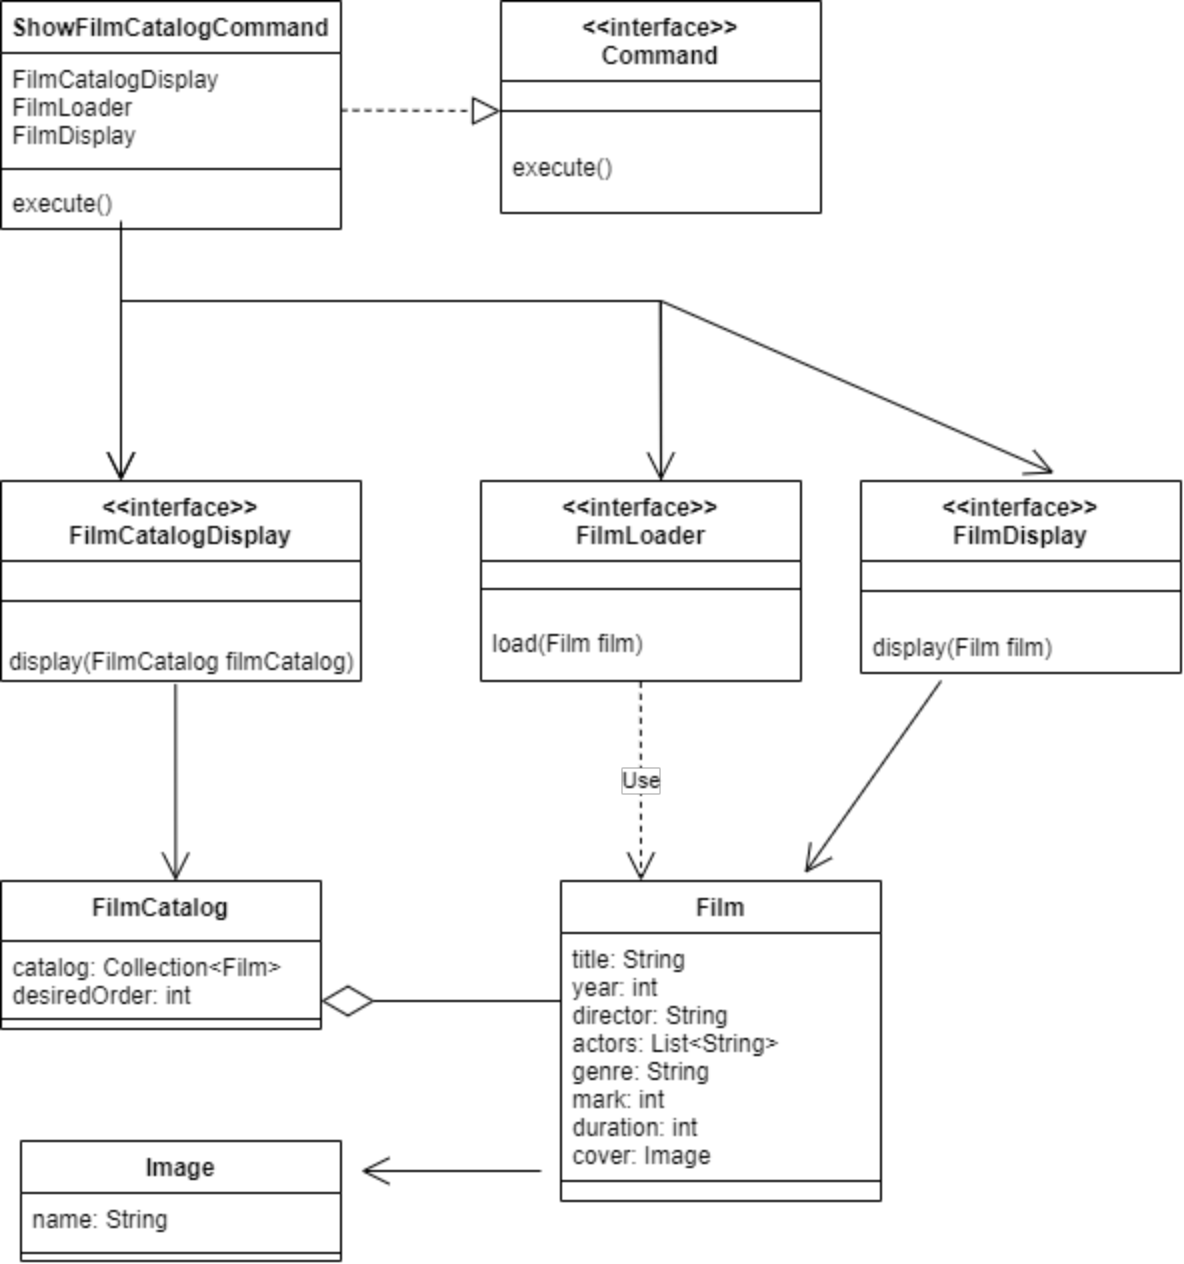 ShowFilmCatalogCommand
FilmCatalogDisplay
FilmLoader
FilmDisplay
execute()
<<interface>>
Command
execute()
<<interface>>
FilmCatalogDisplay
display(FilmCatalog filmCatalog)
<<interface>>
FilmLoader
load(Film film)
<<interface>>
FilmDisplay
display(Film film)
Use
FilmCatalog
catalog: Collection<Film>
desiredOrder: int
Film
title: String
year: int
director: String
actors: List<String>
genre: String
mark: int
duration: int
cover: Image
Image
name: String